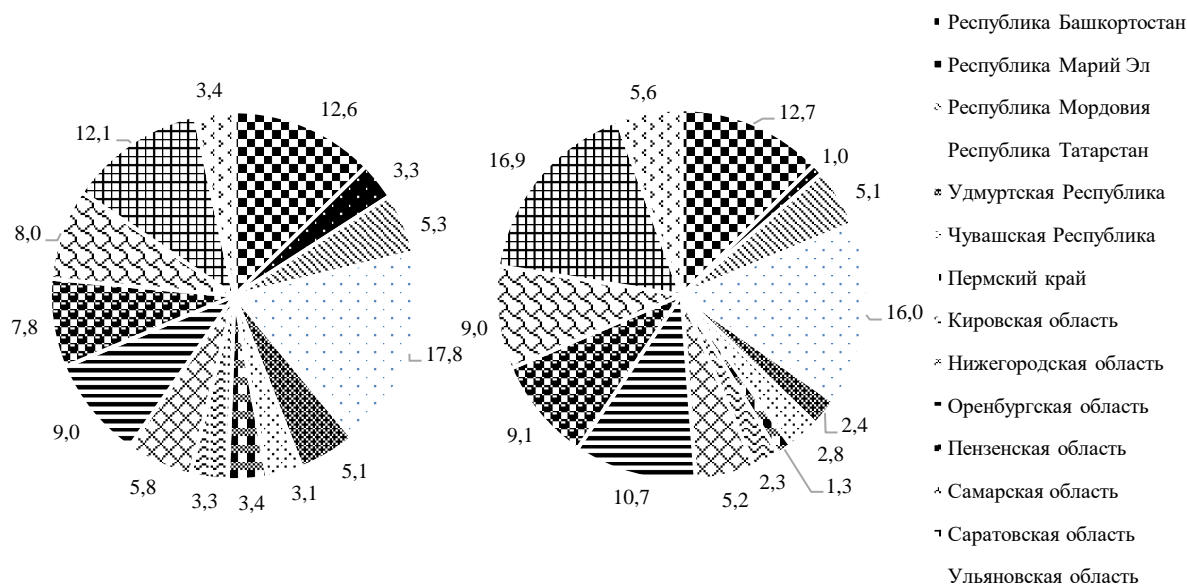 3,4
12,6
3,3
5,3
17,8
5,1
3,1
3,4
3,3
5,8
9,0
7,8
8,0
12,1
5,6
12,7
1,0
5,1
16,0
2,4
2,8
1,3
2,3
5,2
10,7
9,1
9,0
16,9
Республика Башкортостан
Республика Марий Эл
Республика Мордовия
Республика Татарстан
Удмуртская Республика
Чувашская Республика
Пермский край
Кировская область
Нижегородская область
Оренбургская область
Пензенская область
Самарская область
Саратовская область
Ульяновская область